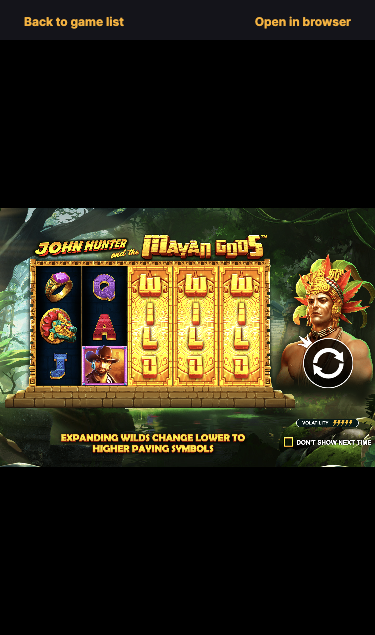 Back to game list
Open in browser
JOHN HUNTER and the MAYAN GODS™
Q
WILD WILD WILD
A
J
VOLATILITY
EXPANDING WILDS CHANGE LOWER TO
HIGHER PAYING SYMBOLS
DON'T SHOW NEXT TIME